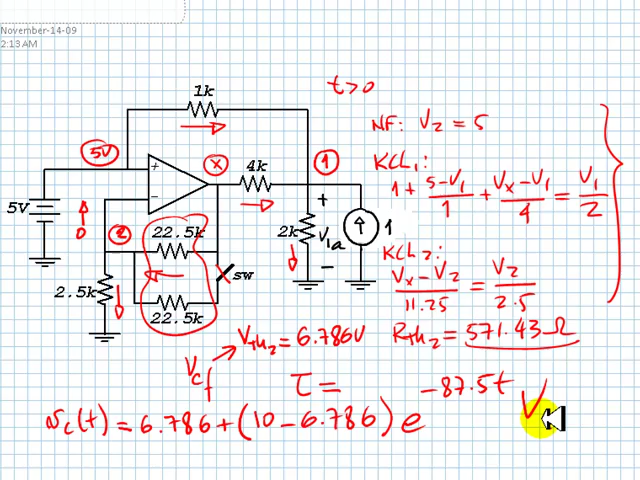 November-14-09
2:13 AM
t>0
1k
NF: V2 = 5
5V
x
1
KCL1:
+
4k
1 + (5-V1)/1 + (Vx-V1)/4 = V1/2
-
5V
+
2
22.5k
2k
V1a
1
KCL2:
-
sw
(Vx-V2)/11.25 = V2/2.5
2.5k
22.5k
Vcf
Vth2 = 6.786V
Rth2 = 571.43 Ω
τ =
vc(t) = 6.786 + (10 - 6.786) e^-87.5t V